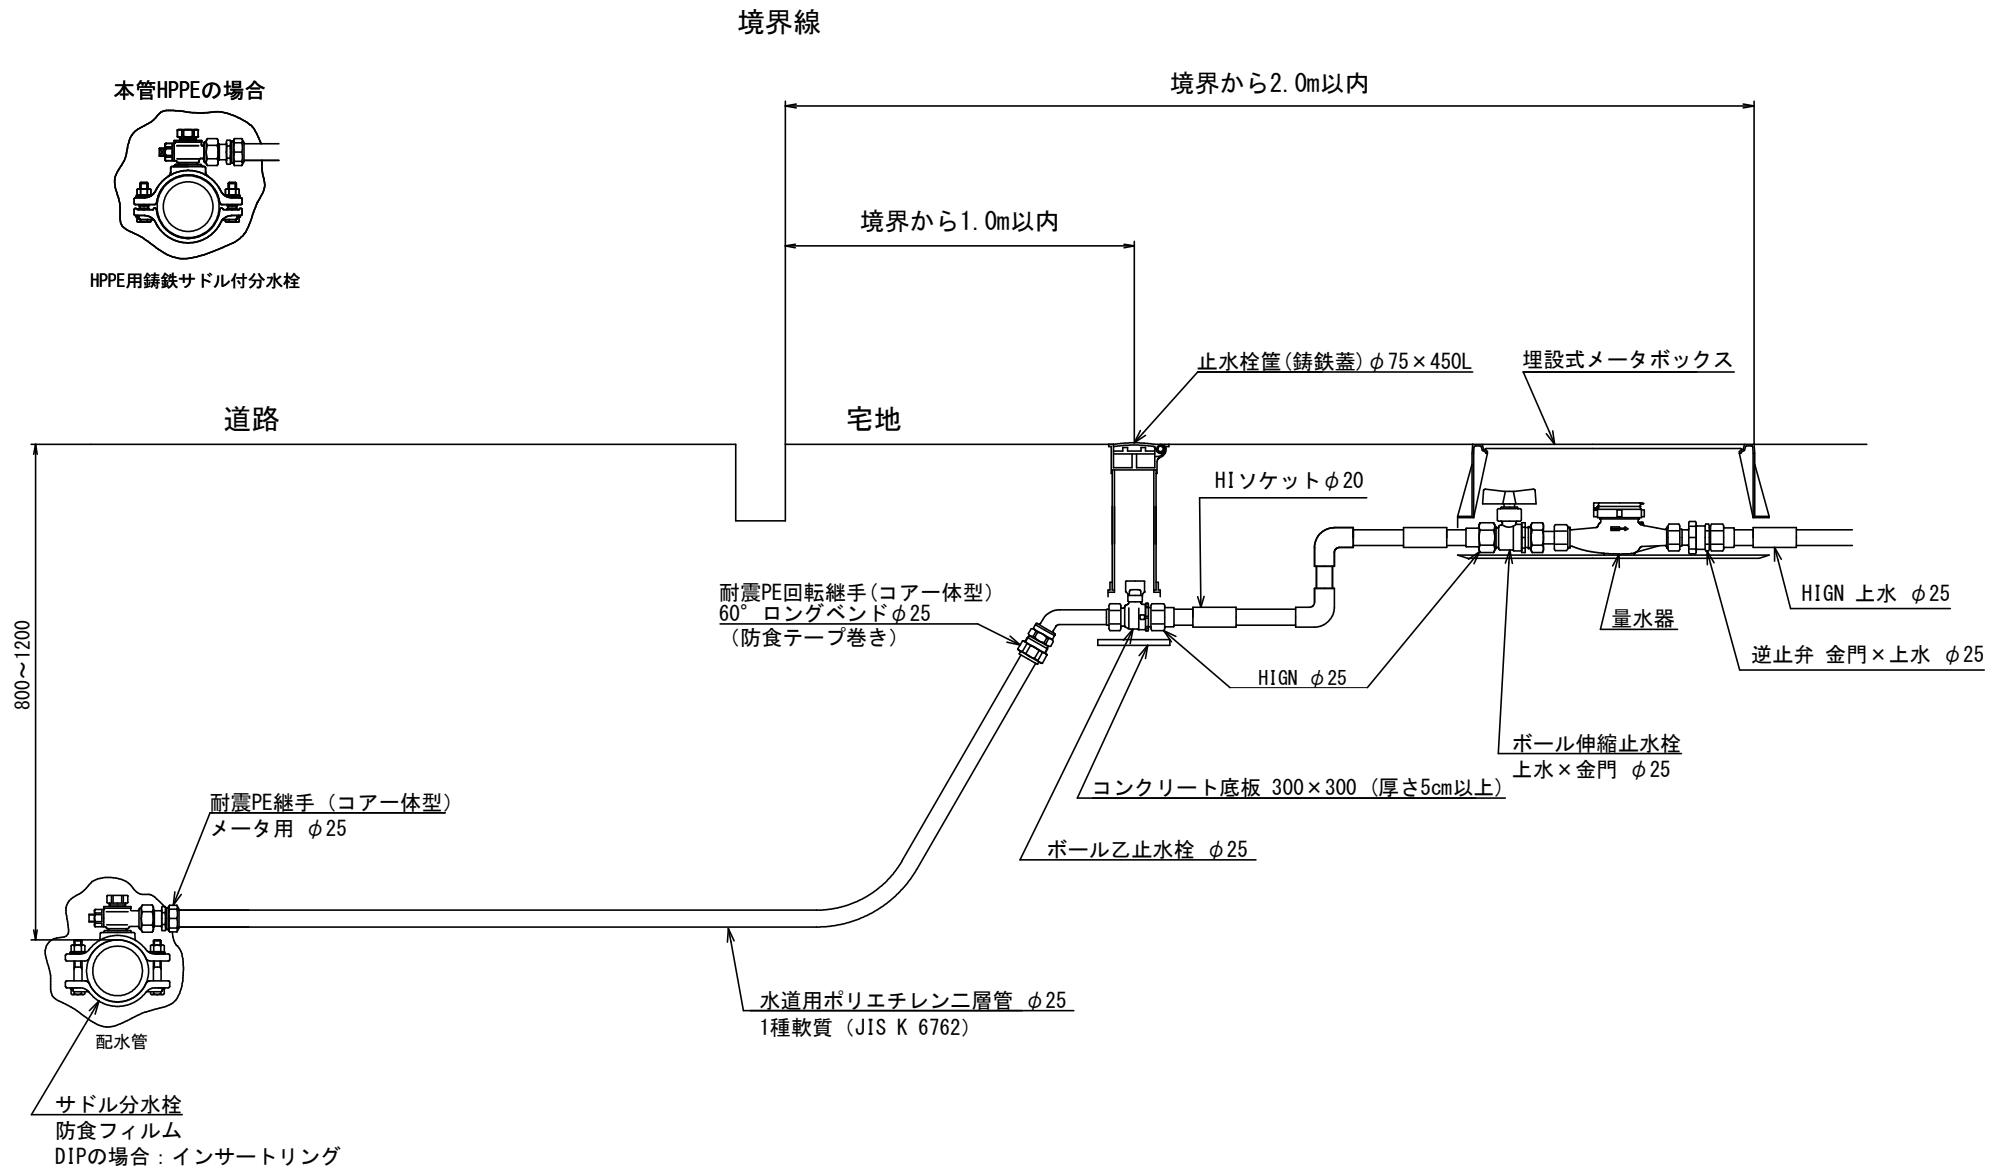 境界線
本管HPPEの場合
HPPE用鋳鉄サドル付分水栓
境界から2.0m以内
境界から1.0m以内
止水栓筐(鋳鉄蓋)φ75×450L
埋設式メータボックス
道路
宅地
HIソケットφ20
耐震PE回転継手(コア一体型)
60° ロングベンドφ25
（防食テープ巻き）
HIGN 上水 φ25
量水器
逆止弁 金門×上水 φ25
HIGN φ25
800～1200
ボール伸縮止水栓
上水×金門 φ25
コンクリート底板 300×300（厚さ5cm以上）
耐震PE継手（コア一体型）
メータ用 φ25
ボール乙止水栓 φ25
水道用ポリエチレン二層管 φ25
1種軟質（JIS K 6762）
配水管
サドル分水栓
防食フィルム
DIPの場合：インサートリング